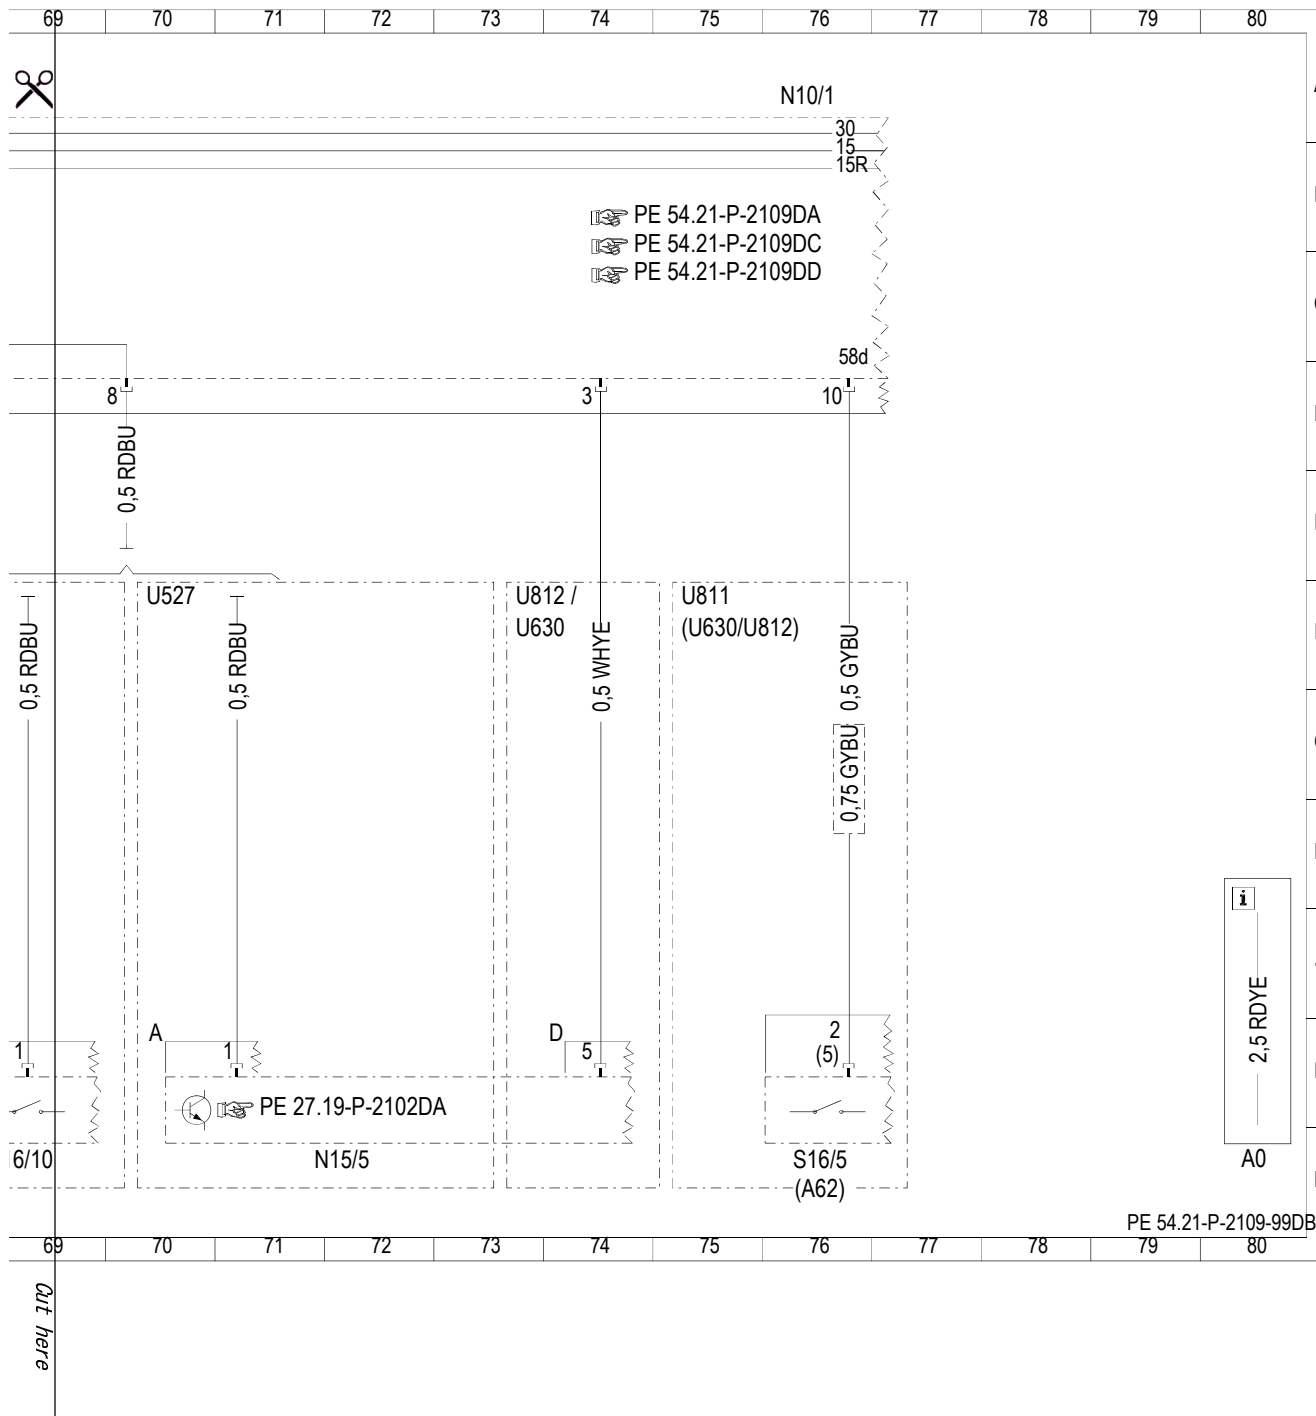 69 70 71 72 73 74 75 76 77 78 79 80
N10/1
30
15
15R
PE 54.21-P-2109DA
PE 54.21-P-2109DC
PE 54.21-P-2109DD
58d
8 3 10
0,5 RDBU
U527
U812 /
U630
U811
(U630/U812)
0,5 RDBU
0,5 RDBU
0,5 WHYE
0,5 GYBU
0,75 GYBU
i
2,5 RDYE
1
A
1
D
5
2
(5)
PE 27.19-P-2102DA
6/10
N15/5
S16/5
(A62)
A0
PE 54.21-P-2109-99DB
69 70 71 72 73 74 75 76 77 78 79 80
Cut here